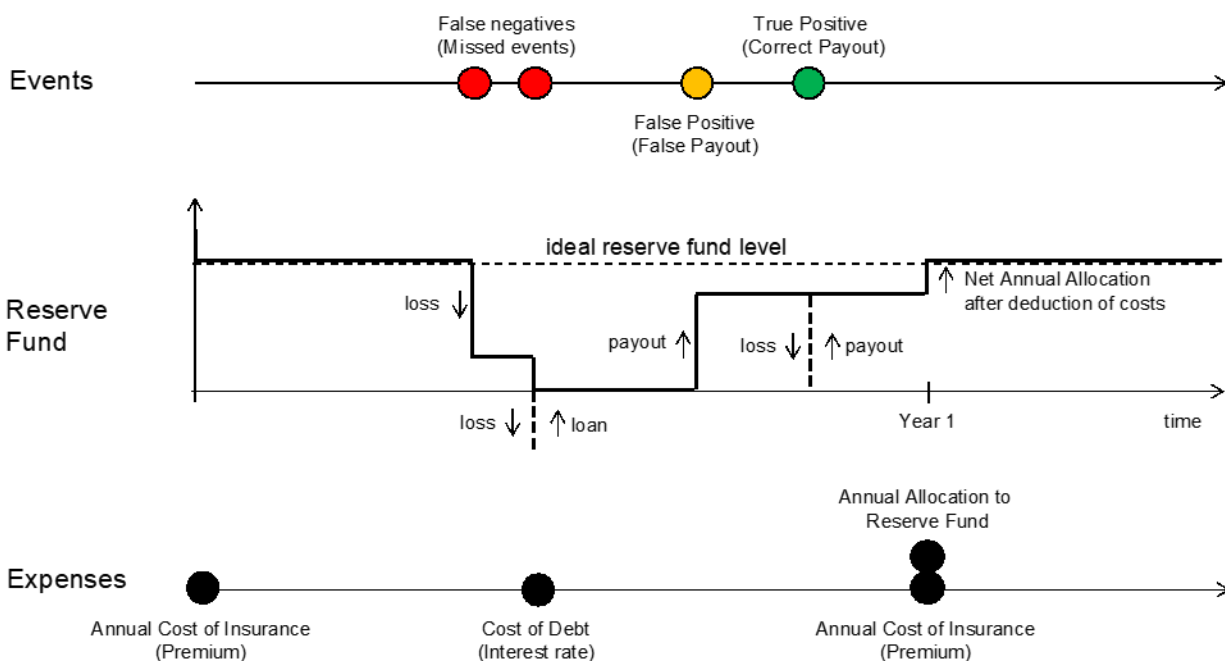 False negatives
(Missed events)
True Positive
(Correct Payout)
Events
False Positive
(False Payout)
ideal reserve fund level
Net Annual Allocation
after deduction of costs
loss
Reserve
Fund
payout
loss
payout
loss
loan
Year 1
time
Annual Allocation to
Reserve Fund
Expenses
Annual Cost of Insurance
(Premium)
Cost of Debt
(Interest rate)
Annual Cost of Insurance
(Premium)